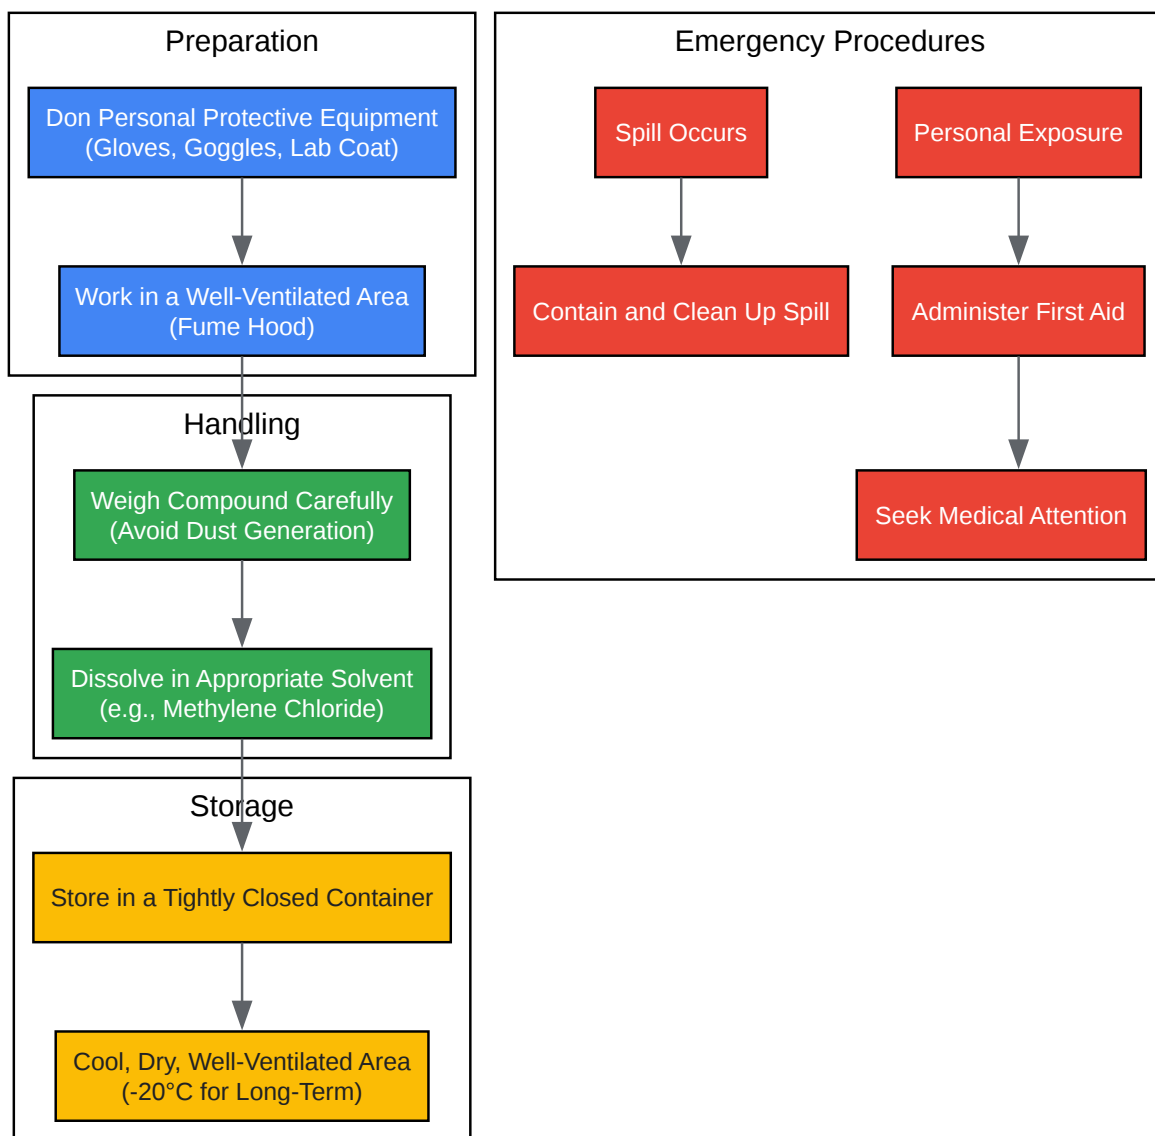 Preparation
Don Personal Protective Equipment
(Gloves, Goggles, Lab Coat)
Work in a Well-Ventilated Area
(Fume Hood)
Handling
Weigh Compound Carefully
(Avoid Dust Generation)
Dissolve in Appropriate Solvent
(e.g., Methylene Chloride)
Storage
Store in a Tightly Closed Container
Cool, Dry, Well-Ventilated Area
(-20°C for Long-Term)
Emergency Procedures
Spill Occurs
Contain and Clean Up Spill
Personal Exposure
Administer First Aid
Seek Medical Attention